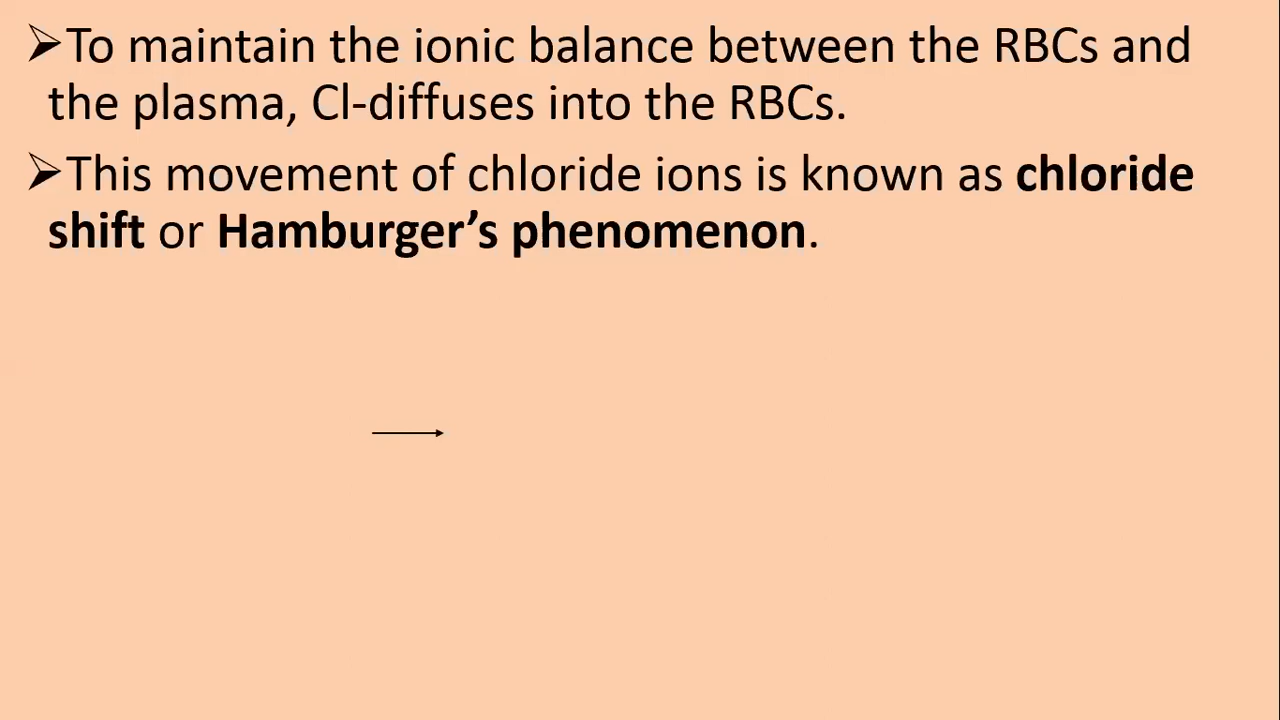 ➢To maintain the ionic balance between the RBCs and
the plasma, Cl-diffuses into the RBCs.
➢This movement of chloride ions is known as chloride
shift or Hamburger’s phenomenon.